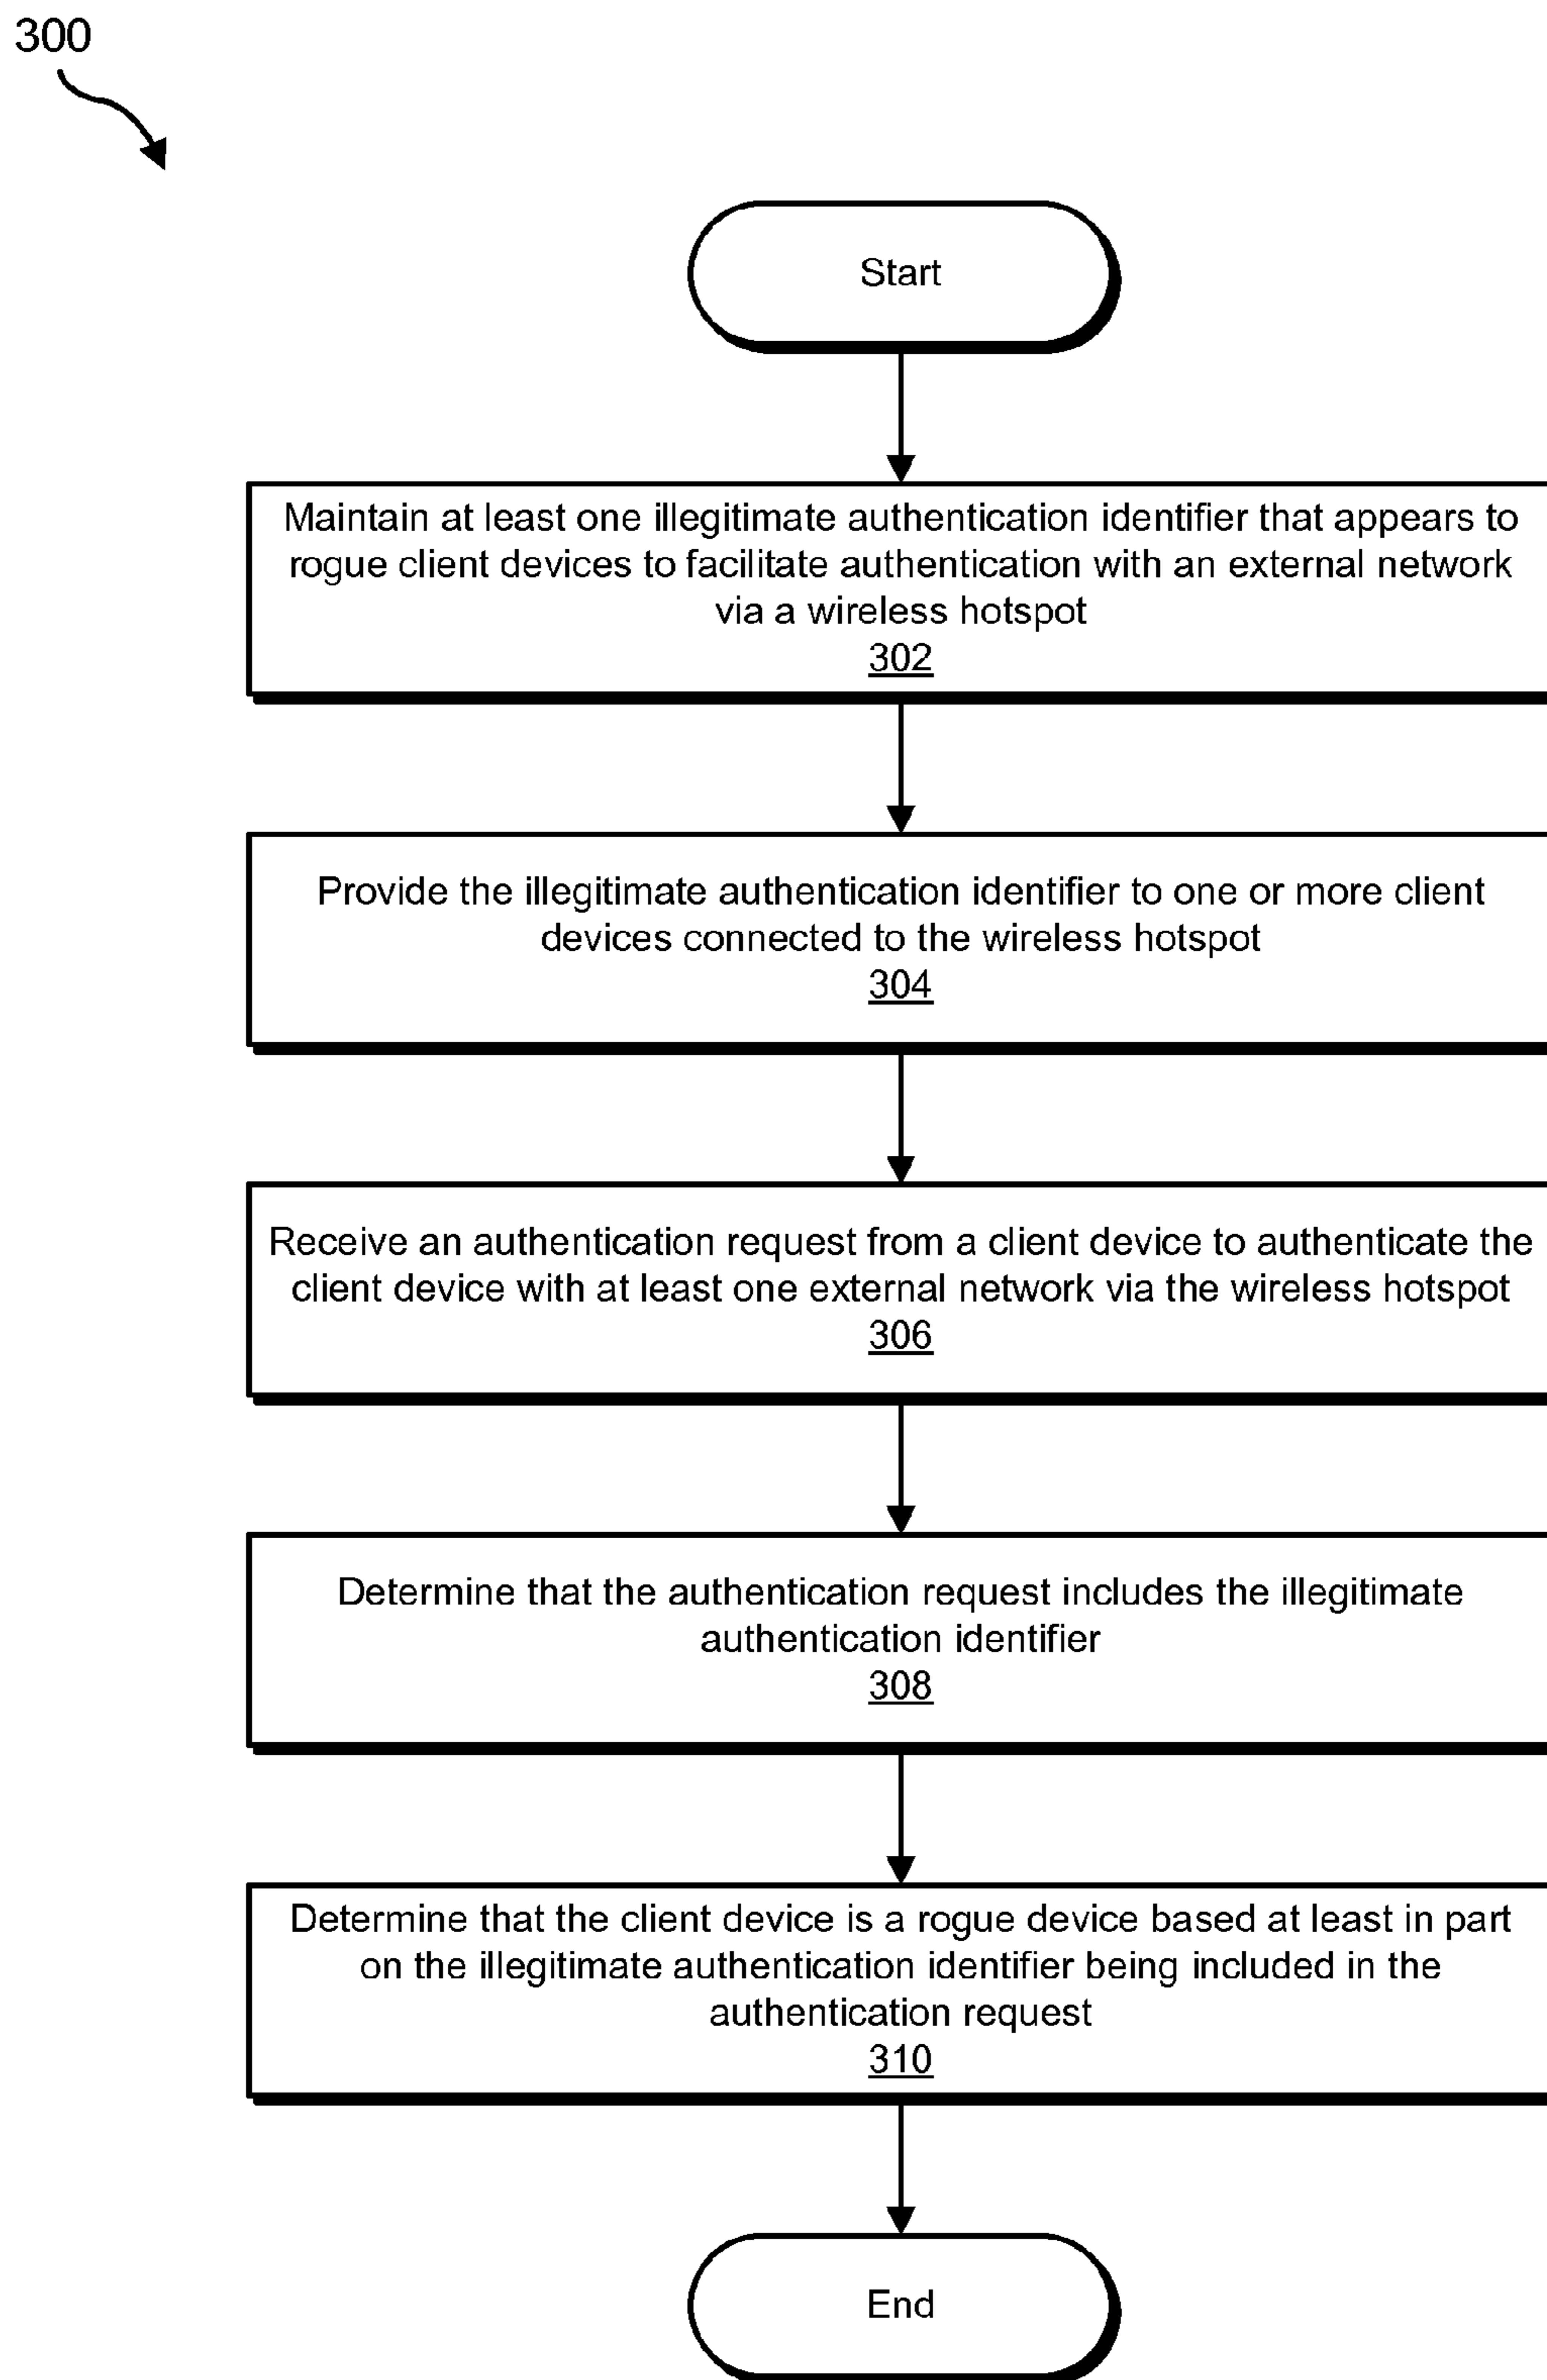 300
Start
Maintain at least one illegitimate authentication identifier that appears to
rogue client devices to facilitate authentication with an external network
via a wireless hotspot
302
Provide the illegitimate authentication identifier to one or more client
devices connected to the wireless hotspot
304
Receive an authentication request from a client device to authenticate the
client device with at least one external network via the wireless hotspot
306
Determine that the authentication request includes the illegitimate
authentication identifier
308
Determine that the client device is a rogue device based at least in part
on the illegitimate authentication identifier being included in the
authentication request
310
End